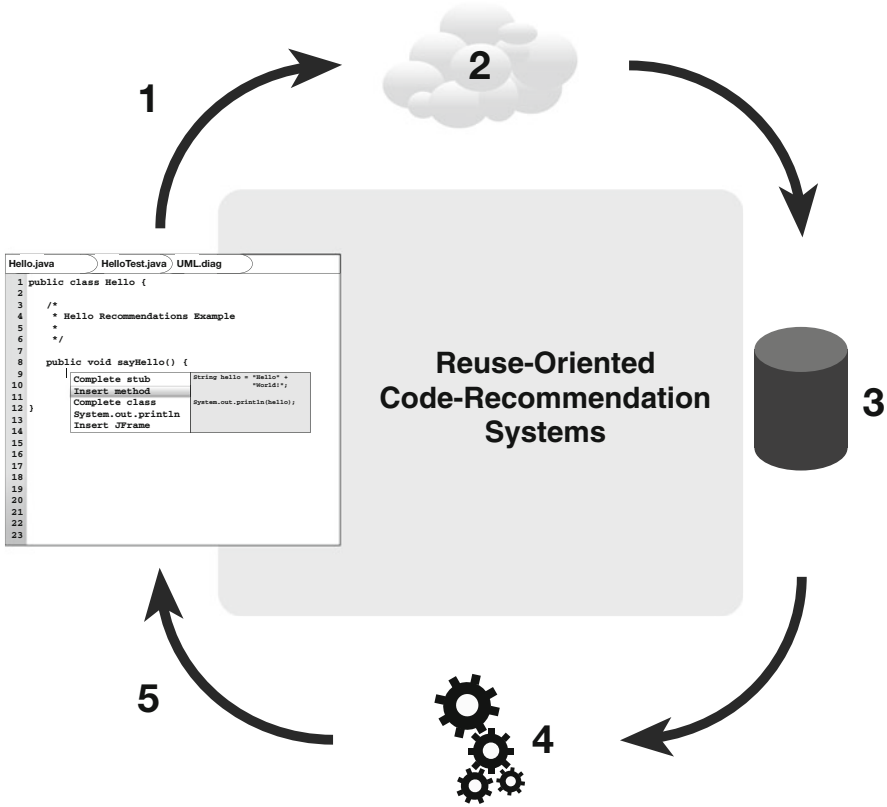 1
2
3
4
5
Reuse-Oriented
Code-Recommendation
Systems
Hello.java HelloTest.java UML.diag
1 public class Hello {
2
3 /*
4 * Hello Recommendations Example
5 *
6 */
7
8 public void sayHello() {
9
10
11
12 }
13
14
15
16
17
18
19
20
21
22
23
Complete stub
Insert method
Complete class
System.out.println
Insert JFrame
String hello = "Hello" +
"World!";
System.out.println(hello);